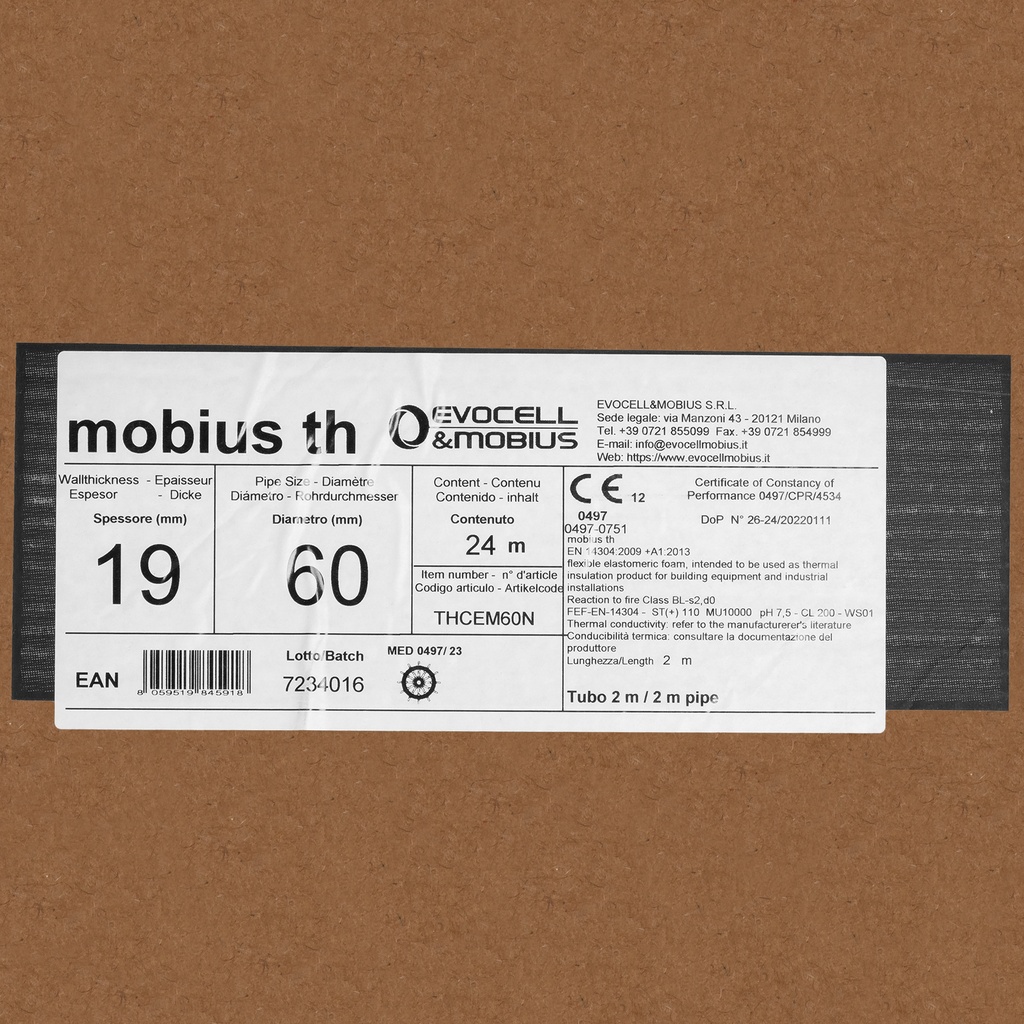 mobius th
EVOCELL
&MOBIUS
EVOCELL&MOBIUS S.R.L.
Sede legale: via Manzoni 43 - 20121 Milano
Tel. +39 0721 855099 Fax. +39 0721 854999
E-mail: info@evocellmobius.it
Web: https://www.evocellmobius.it
Wallthickness - Epaisseur
Espesor - Dicke
Spessore (mm)
19
Pipe Size - Diamètre
Diámetro - Rohrdurchmesser
Diametro (mm)
60
Content - Contenu
Contenido - inhalt
Contenuto
24 m
Item number - n° d'article
Codigo articulo - Artikelcode
THCEM60N
CE 12
0497
0497-0751
Certificate of Constancy of
Performance 0497/CPR/4534
DoP N° 26-24/20220111
mobius th
EN 14304:2009 +A1:2013
flexible elastomeric foam, intended to be used as thermal
insulation product for building equipment and industrial
installations
Reaction to fire Class BL-s2,d0
FEF-EN-14304 - ST(+) 110 MU10000 pH 7,5 - CL 200 - WS01
Thermal conductivity: refer to the manufacturerer's literature
Conducibilità termica: consultare la documentazione del
produttore
Lunghezza/Length 2 m
Tubo 2 m / 2 m pipe
EAN
8 059519 845918
Lotto/Batch
7234016
MED 0497/ 23